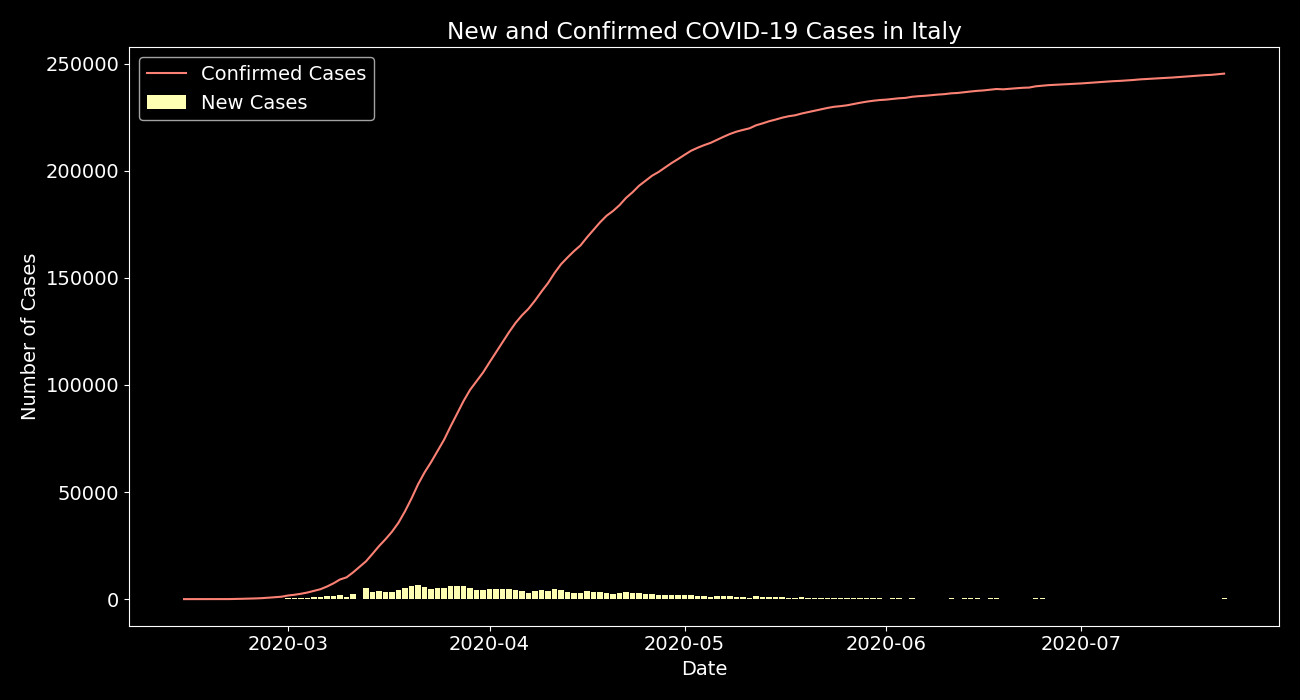 New and Confirmed COVID-19 Cases in Italy
Confirmed Cases
New Cases
Number of Cases
250000
200000
150000
100000
50000
0
2020-03
2020-04
2020-05
2020-06
2020-07
Date